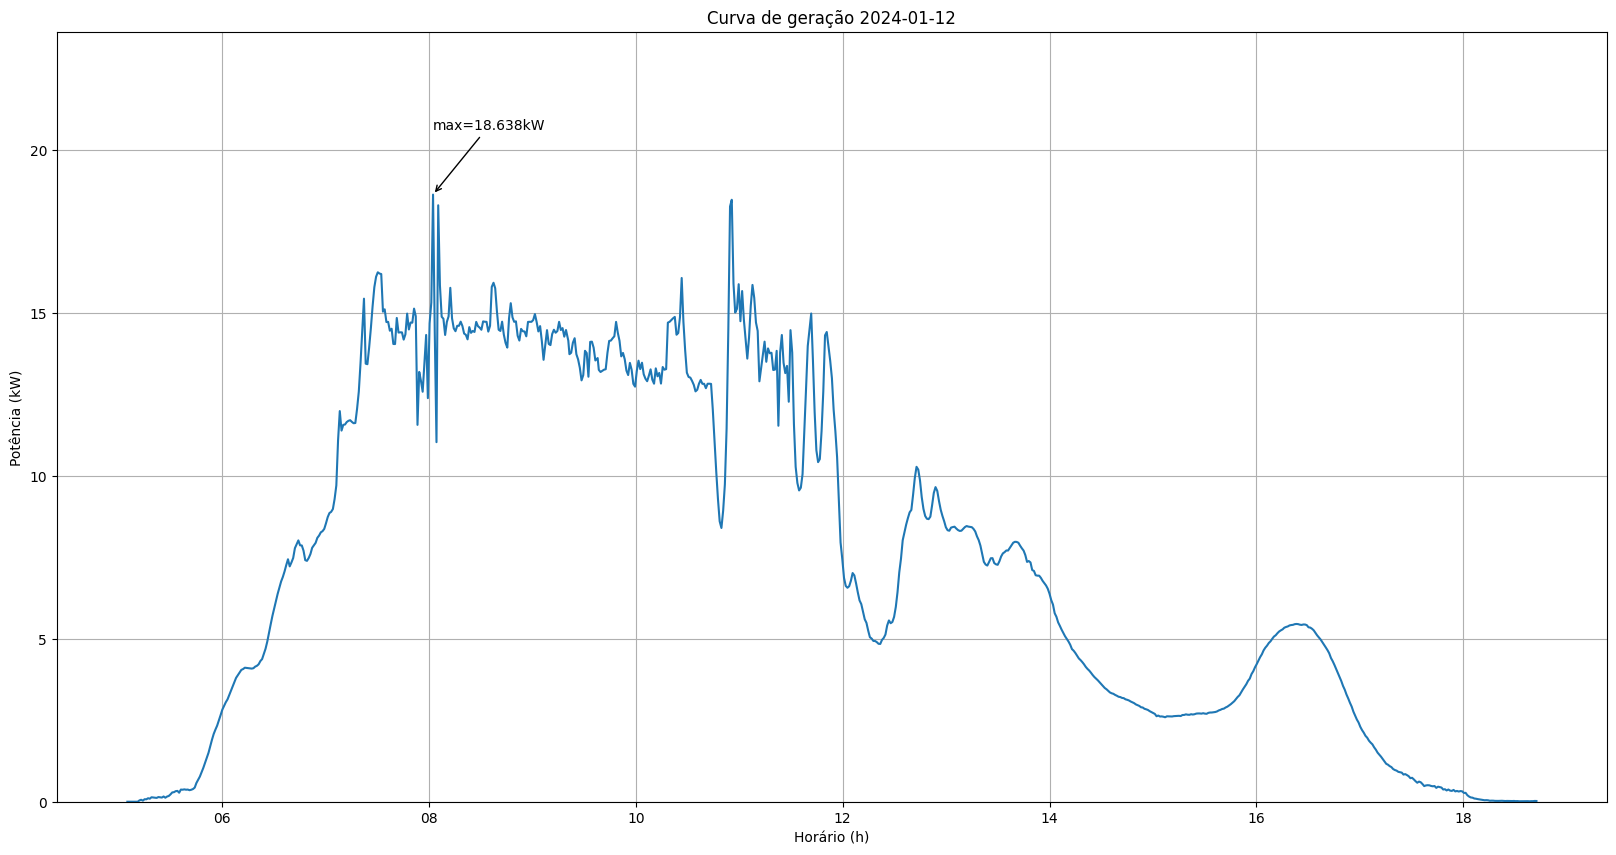 Curva de geração 2024-01-12
max=18.638kW
Potência (kW)
20
15
10
5
0
06 08 10 12 14 16 18
Horário (h)